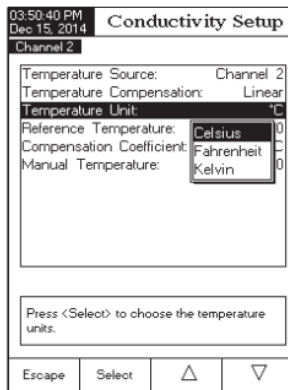 03:50:40 PM
Dec 15, 2014
Conductivity Setup
Channel 2
Temperature Source: Channel 2
Temperature Compensation: Linear
Temperature Unit: °C
Reference Temperature: 0
Compensation Coefficient: C
Manual Temperature: 0
Celsius
Fahrenheit
Kelvin
Press <Select> to choose the temperature
units.
Escape
Select